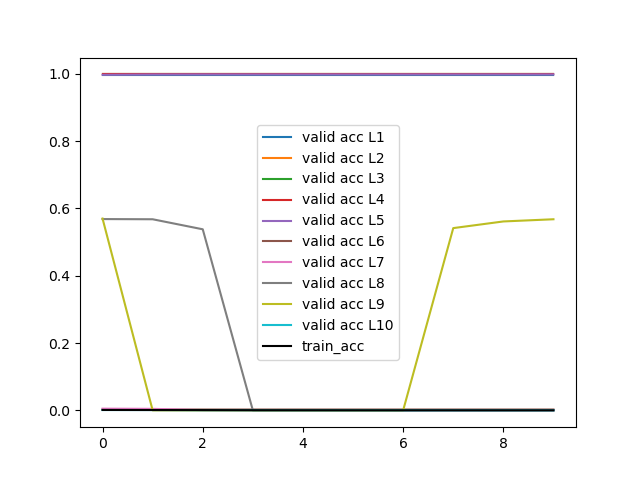 1.0
0.8
0.6
0.4
0.2
0.0
valid acc L1
valid acc L2
valid acc L3
valid acc L4
valid acc L5
valid acc L6
valid acc L7
valid acc L8
valid acc L9
valid acc L10
train_acc
0 2 4 6 8